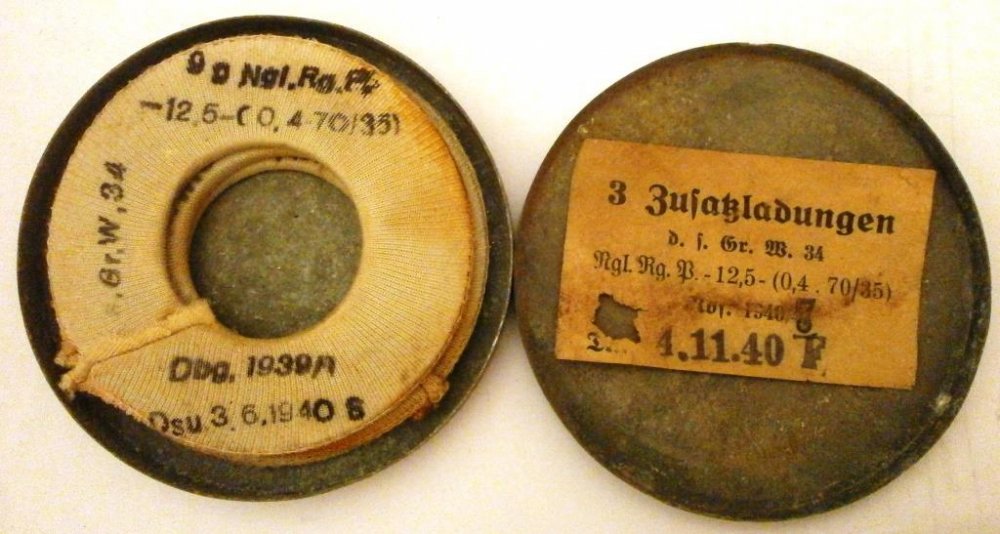 9 g Ngl.Rg.P.
-12,5-(0,4-70/35)
Gr.W.34
Dbg. 1939/1
Dsu 3.6.1940 S
3 Zusatzladungen
d. s. Gr. W. 34
Ngl. Rg. P. -12,5- (0,4 . 70/35)
4.11.40